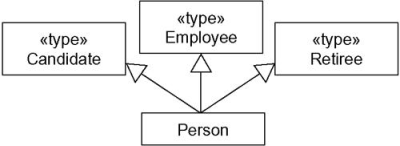 «type»
Candidate
«type»
Employee
«type»
Retiree
Person